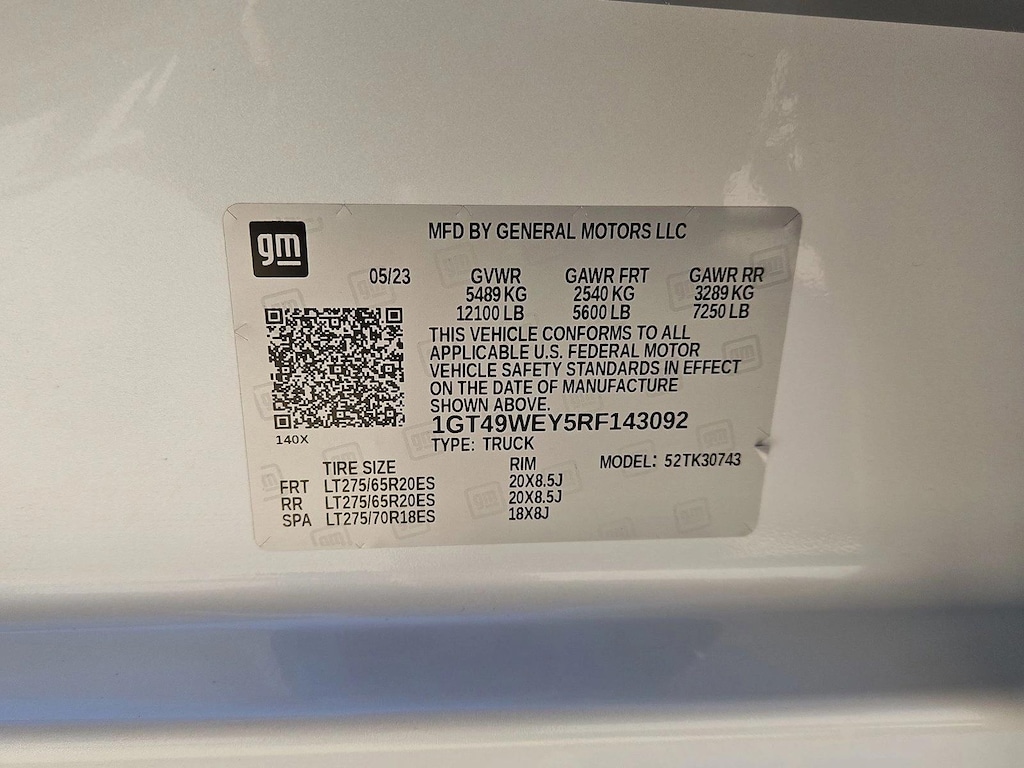 gm
MFD BY GENERAL MOTORS LLC
05/23 GVWR GAWR FRT GAWR RR
5489 KG 2540 KG 3289 KG
12100 LB 5600 LB 7250 LB
THIS VEHICLE CONFORMS TO ALL
APPLICABLE U.S. FEDERAL MOTOR
VEHICLE SAFETY STANDARDS IN EFFECT
ON THE DATE OF MANUFACTURE
SHOWN ABOVE.
1GT49WEY5RF143092
140X
TYPE: TRUCK
TIRE SIZE RIM MODEL: 52TK30743
FRT LT275/65R20ES 20X8.5J
RR LT275/65R20ES 20X8.5J
SPA LT275/70R18ES 18X8J